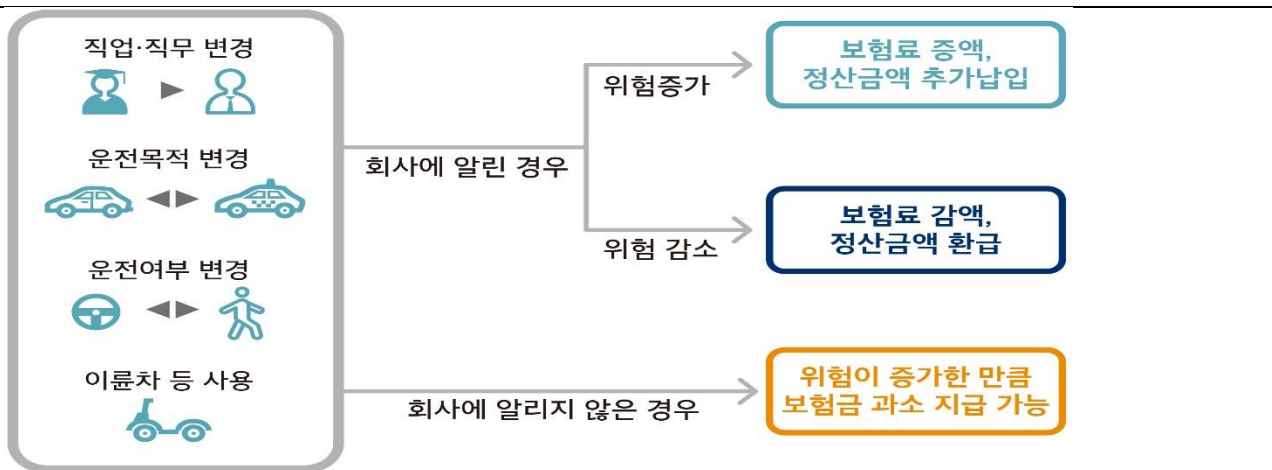 직업·직무 변경
운전목적 변경
운전여부 변경
이륜차 등 사용
회사에 알린 경우
위험증가
보험료 증액,
정산금액 추가납입
위험 감소
보험료 감액,
정산금액 환급
회사에 알리지 않은 경우
위험이 증가한 만큼
보험금 과소 지급 가능